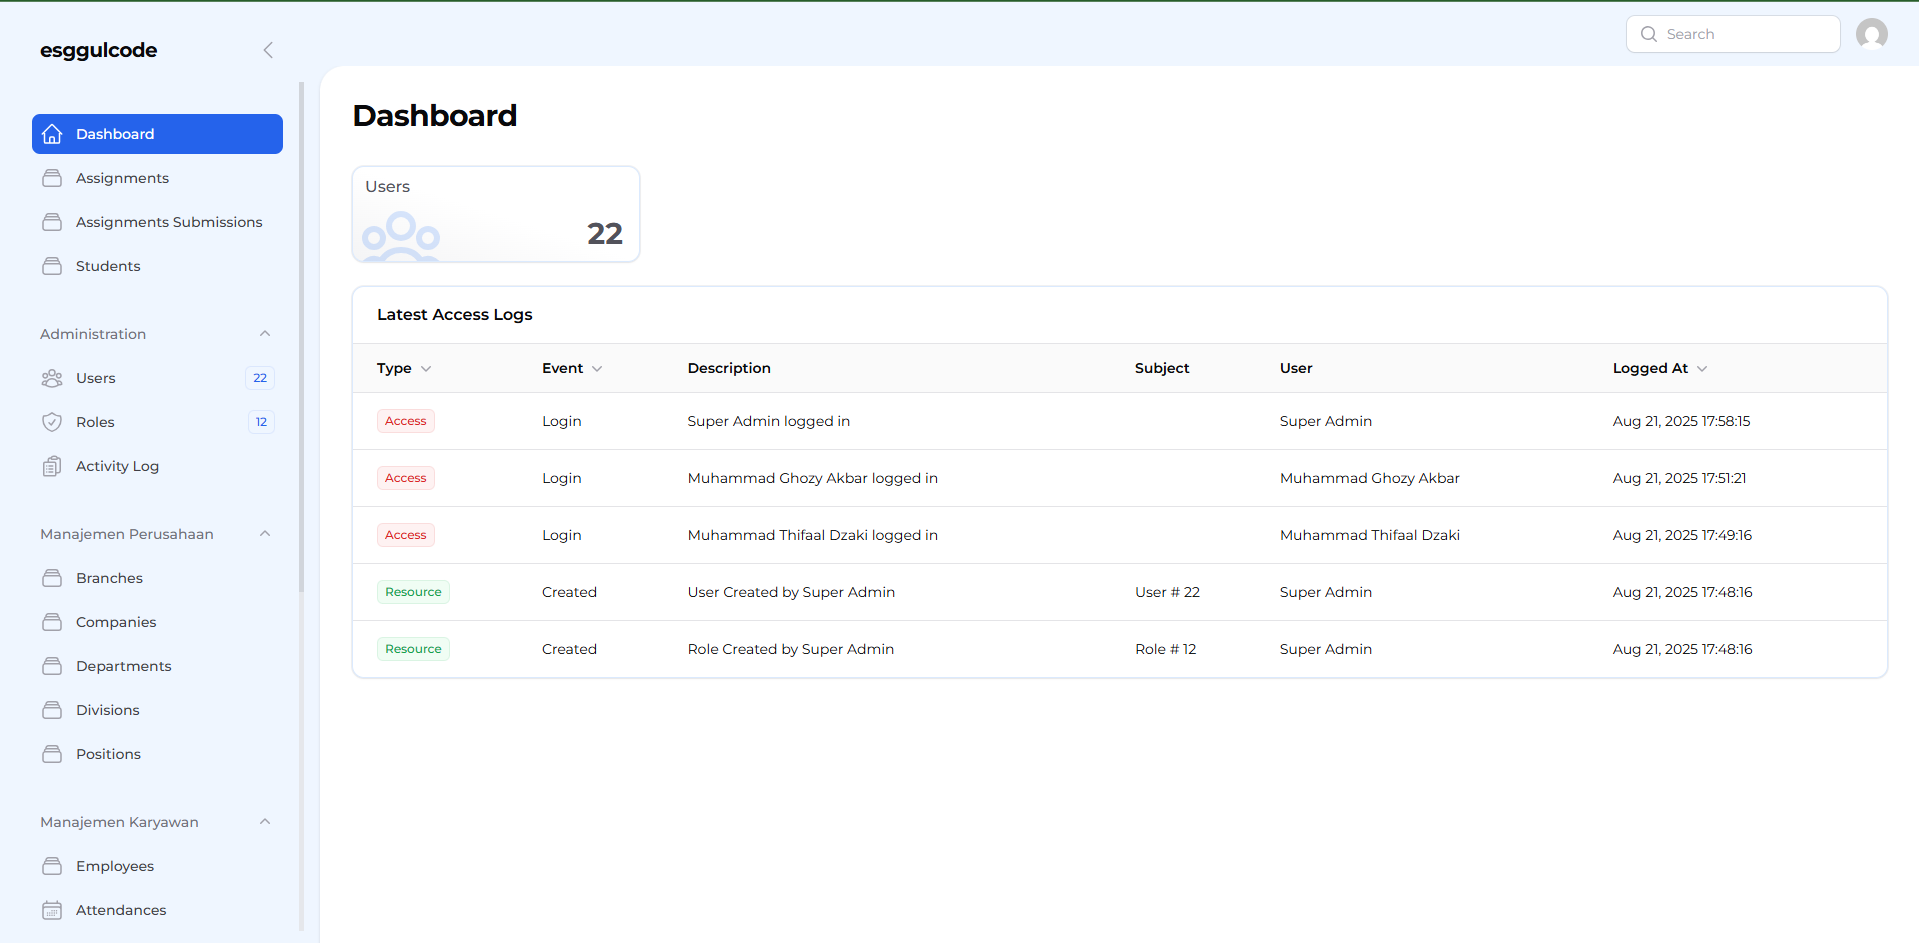 esggulcode
Search
Dashboard
Assignments
Assignments Submissions
Students
Administration
Users 22
Roles 12
Activity Log
Manajemen Perusahaan
Branches
Companies
Departments
Divisions
Positions
Manajemen Karyawan
Employees
Attendances
Dashboard
Users
22
Latest Access Logs
Type Event Description Subject User Logged At
Access Login Super Admin logged in Super Admin Aug 21, 2025 17:58:15
Access Login Muhammad Ghozy Akbar logged in Muhammad Ghozy Akbar Aug 21, 2025 17:51:21
Access Login Muhammad Thifaal Dzaki logged in Muhammad Thifaal Dzaki Aug 21, 2025 17:49:16
Resource Created User Created by Super Admin User # 22 Super Admin Aug 21, 2025 17:48:16
Resource Created Role Created by Super Admin Role # 12 Super Admin Aug 21, 2025 17:48:16